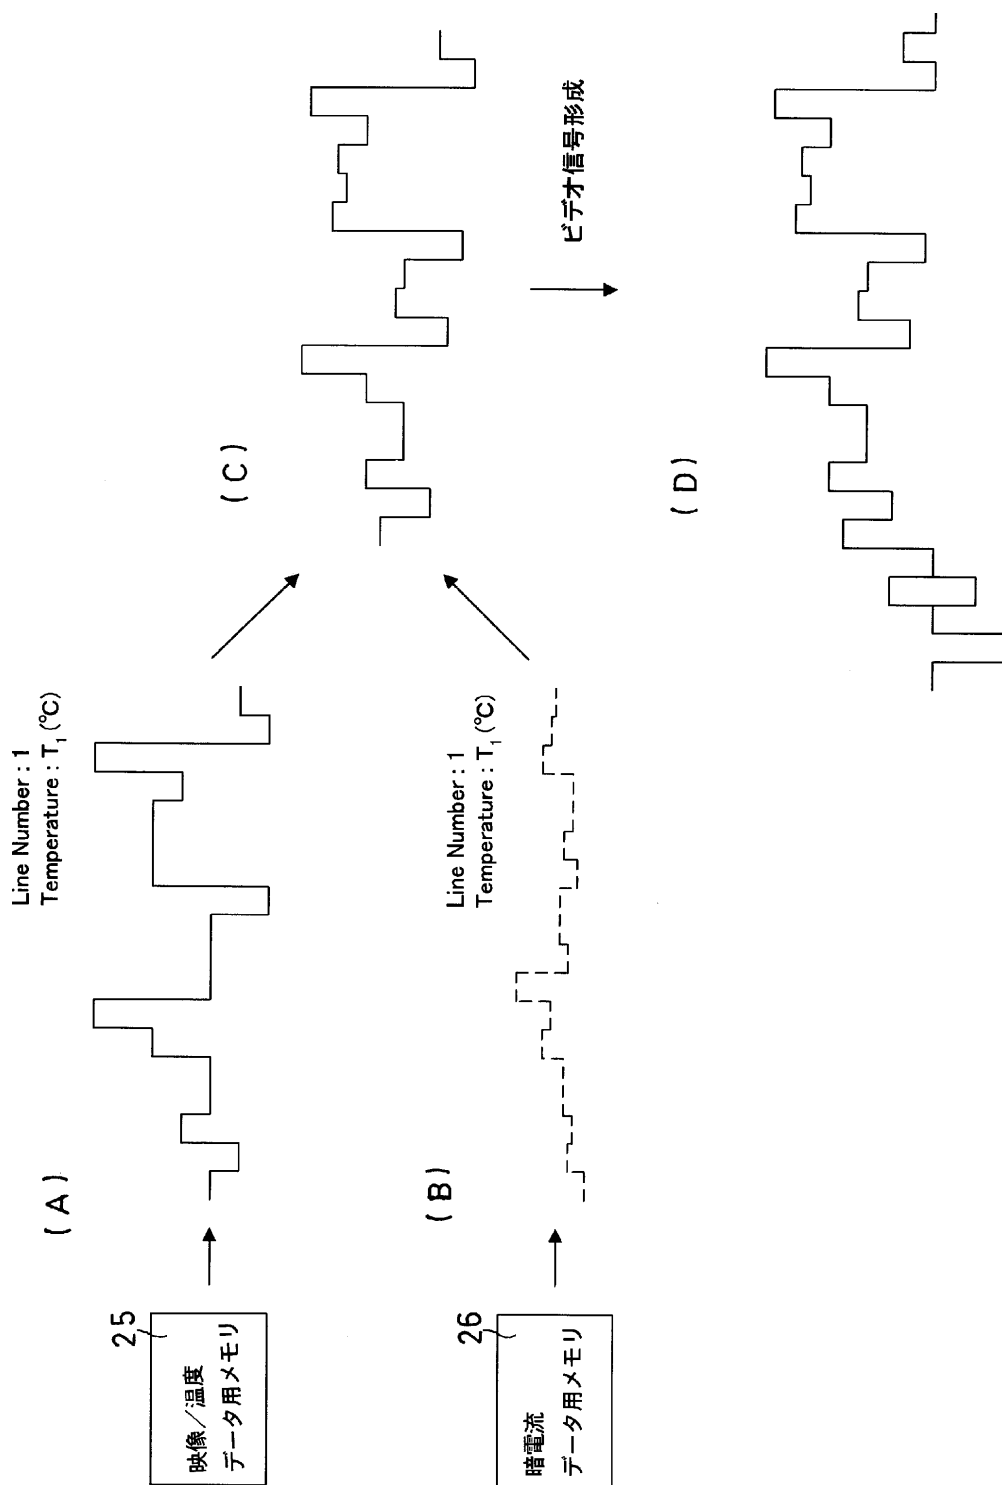 25
映像／温度
データ用メモリ
(A)
Line Number : 1
Temperature : T₁ (℃)
26
暗電流
データ用メモリ
(B)
Line Number : 1
Temperature : T₁ (℃)
(C)
ビデオ信号形成
(D)